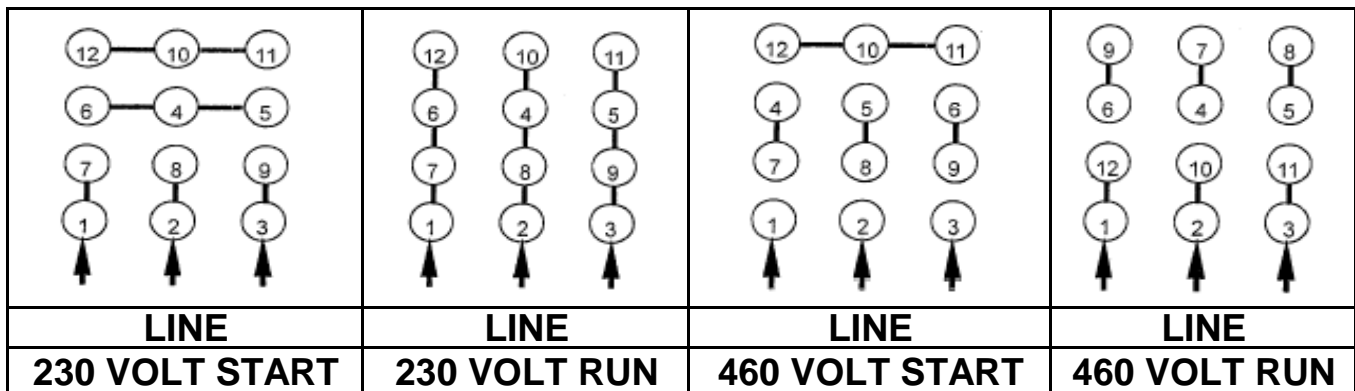 12 10 11
6 4 5
7 8 9
1 2 3
LINE
230 VOLT START
12 10 11
6 4 5
7 8 9
1 2 3
LINE
230 VOLT RUN
12 10 11
4 5 6
7 8 9
1 2 3
LINE
460 VOLT START
9 7 8
6 4 5
12 10 11
1 2 3
LINE
460 VOLT RUN